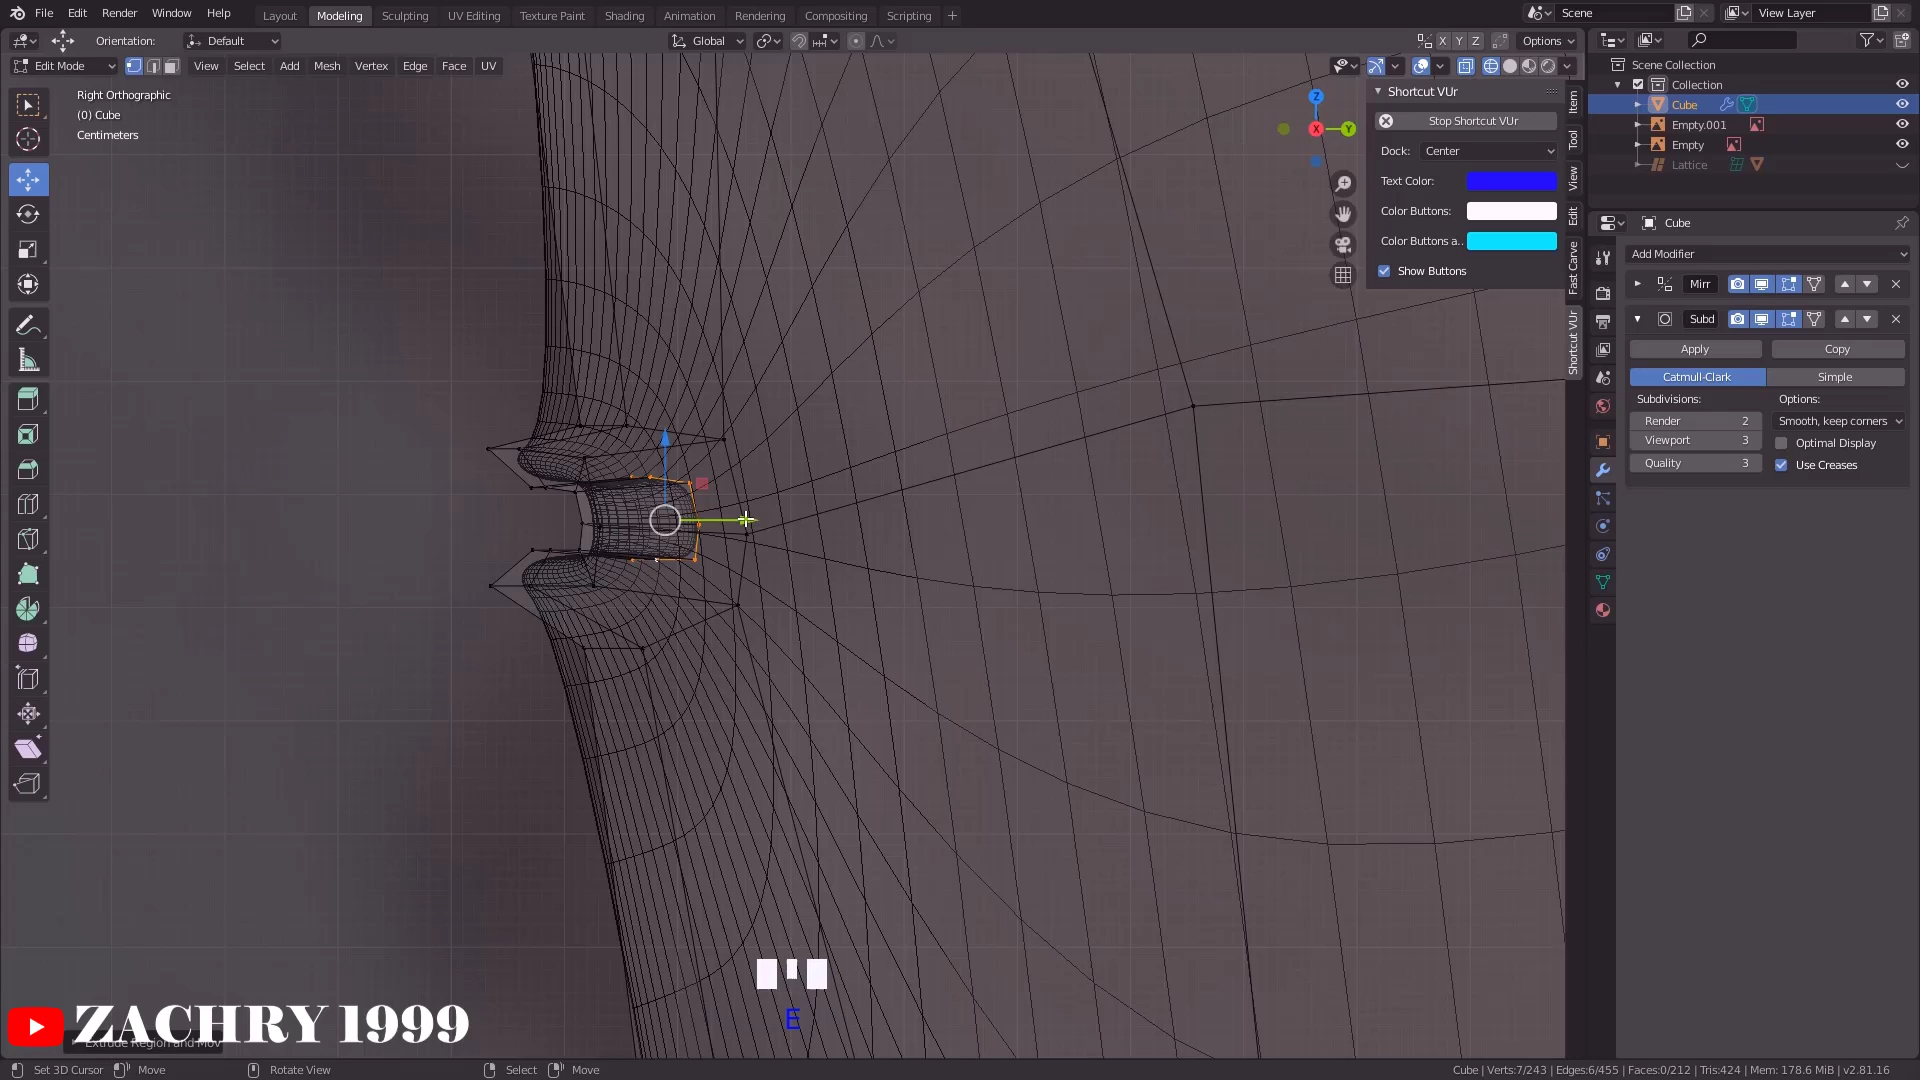 File Edit Render Window Help Layout Modeling Sculpting UV Editing Texture Paint Shading Animation Rendering Compositing Scripting + Scene View Layer
Orientation: Default Global X Y Z Options
Edit Mode View Select Add Mesh Vertex Edge Face UV
Right Orthographic
(0) Cube
Centimeters
Z
X
Y
Shortcut VUr
Stop Shortcut VUr
Dock: Center
Text Color:
Color Buttons:
Color Buttons a..
Show Buttons
Item
Tool
View
Edit
Fast Carve
Shortcut VUr
Scene Collection
Collection
Cube
Empty.001
Empty
Lattice
Cube
Add Modifier
Mirr
Subd
Apply Copy
Catmull-Clark Simple
Subdivisions: Options:
Render 2 Smooth, keep corners
Viewport 3 Optimal Display
Quality 3 Use Creases
E
ZACHRY 1999
Extrude Region and Mov
Set 3D Cursor Move Rotate View Select Move Cube | Verts:7/243 | Edges:6/455 | Faces:0/212 | Tris:424 | Mem: 178.6 MiB | v2.81.16